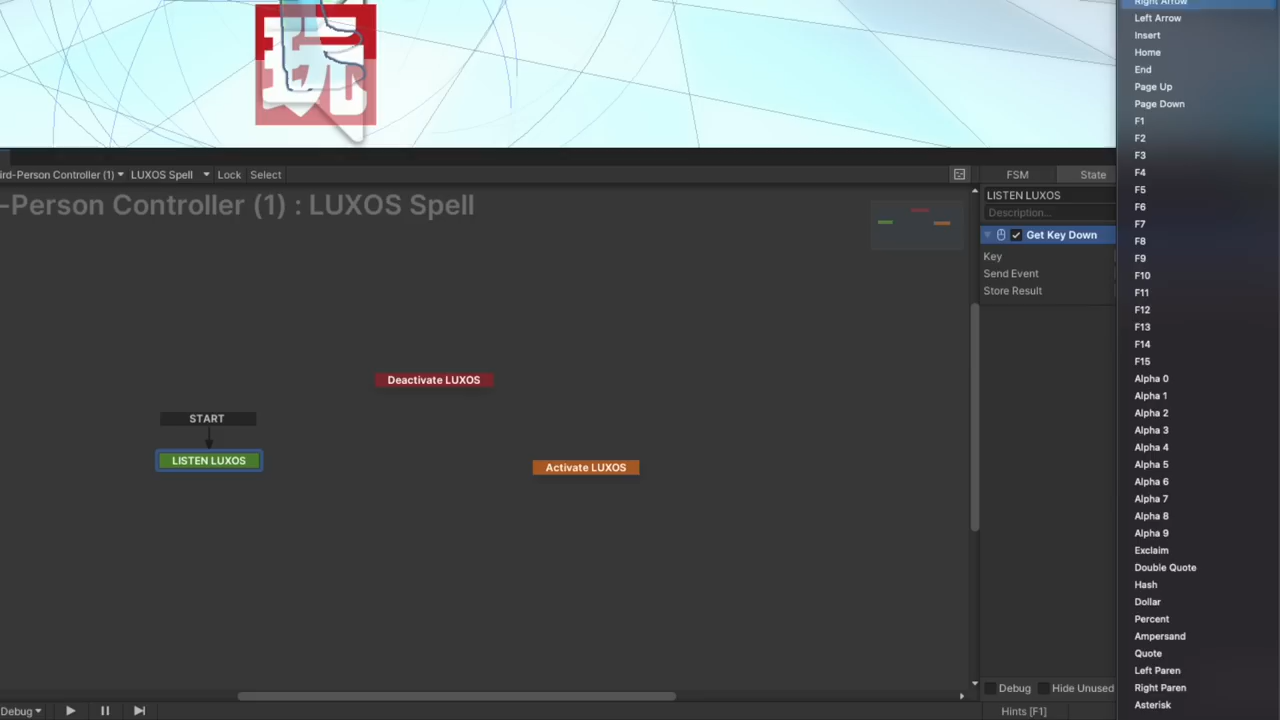 玩
ird-Person Controller (1)
LUXOS Spell
Lock
Select
-Person Controller (1) : LUXOS Spell
START
LISTEN LUXOS
Deactivate LUXOS
Activate LUXOS
FSM
State
LISTEN LUXOS
Description...
Get Key Down
Key
Send Event
Store Result
Debug
Hide Unused
Debug
Hints [F1]
Right Arrow
Left Arrow
Insert
Home
End
Page Up
Page Down
F1
F2
F3
F4
F5
F6
F7
F8
F9
F10
F11
F12
F13
F14
F15
Alpha 0
Alpha 1
Alpha 2
Alpha 3
Alpha 4
Alpha 5
Alpha 6
Alpha 7
Alpha 8
Alpha 9
Exclaim
Double Quote
Hash
Dollar
Percent
Ampersand
Quote
Left Paren
Right Paren
Asterisk